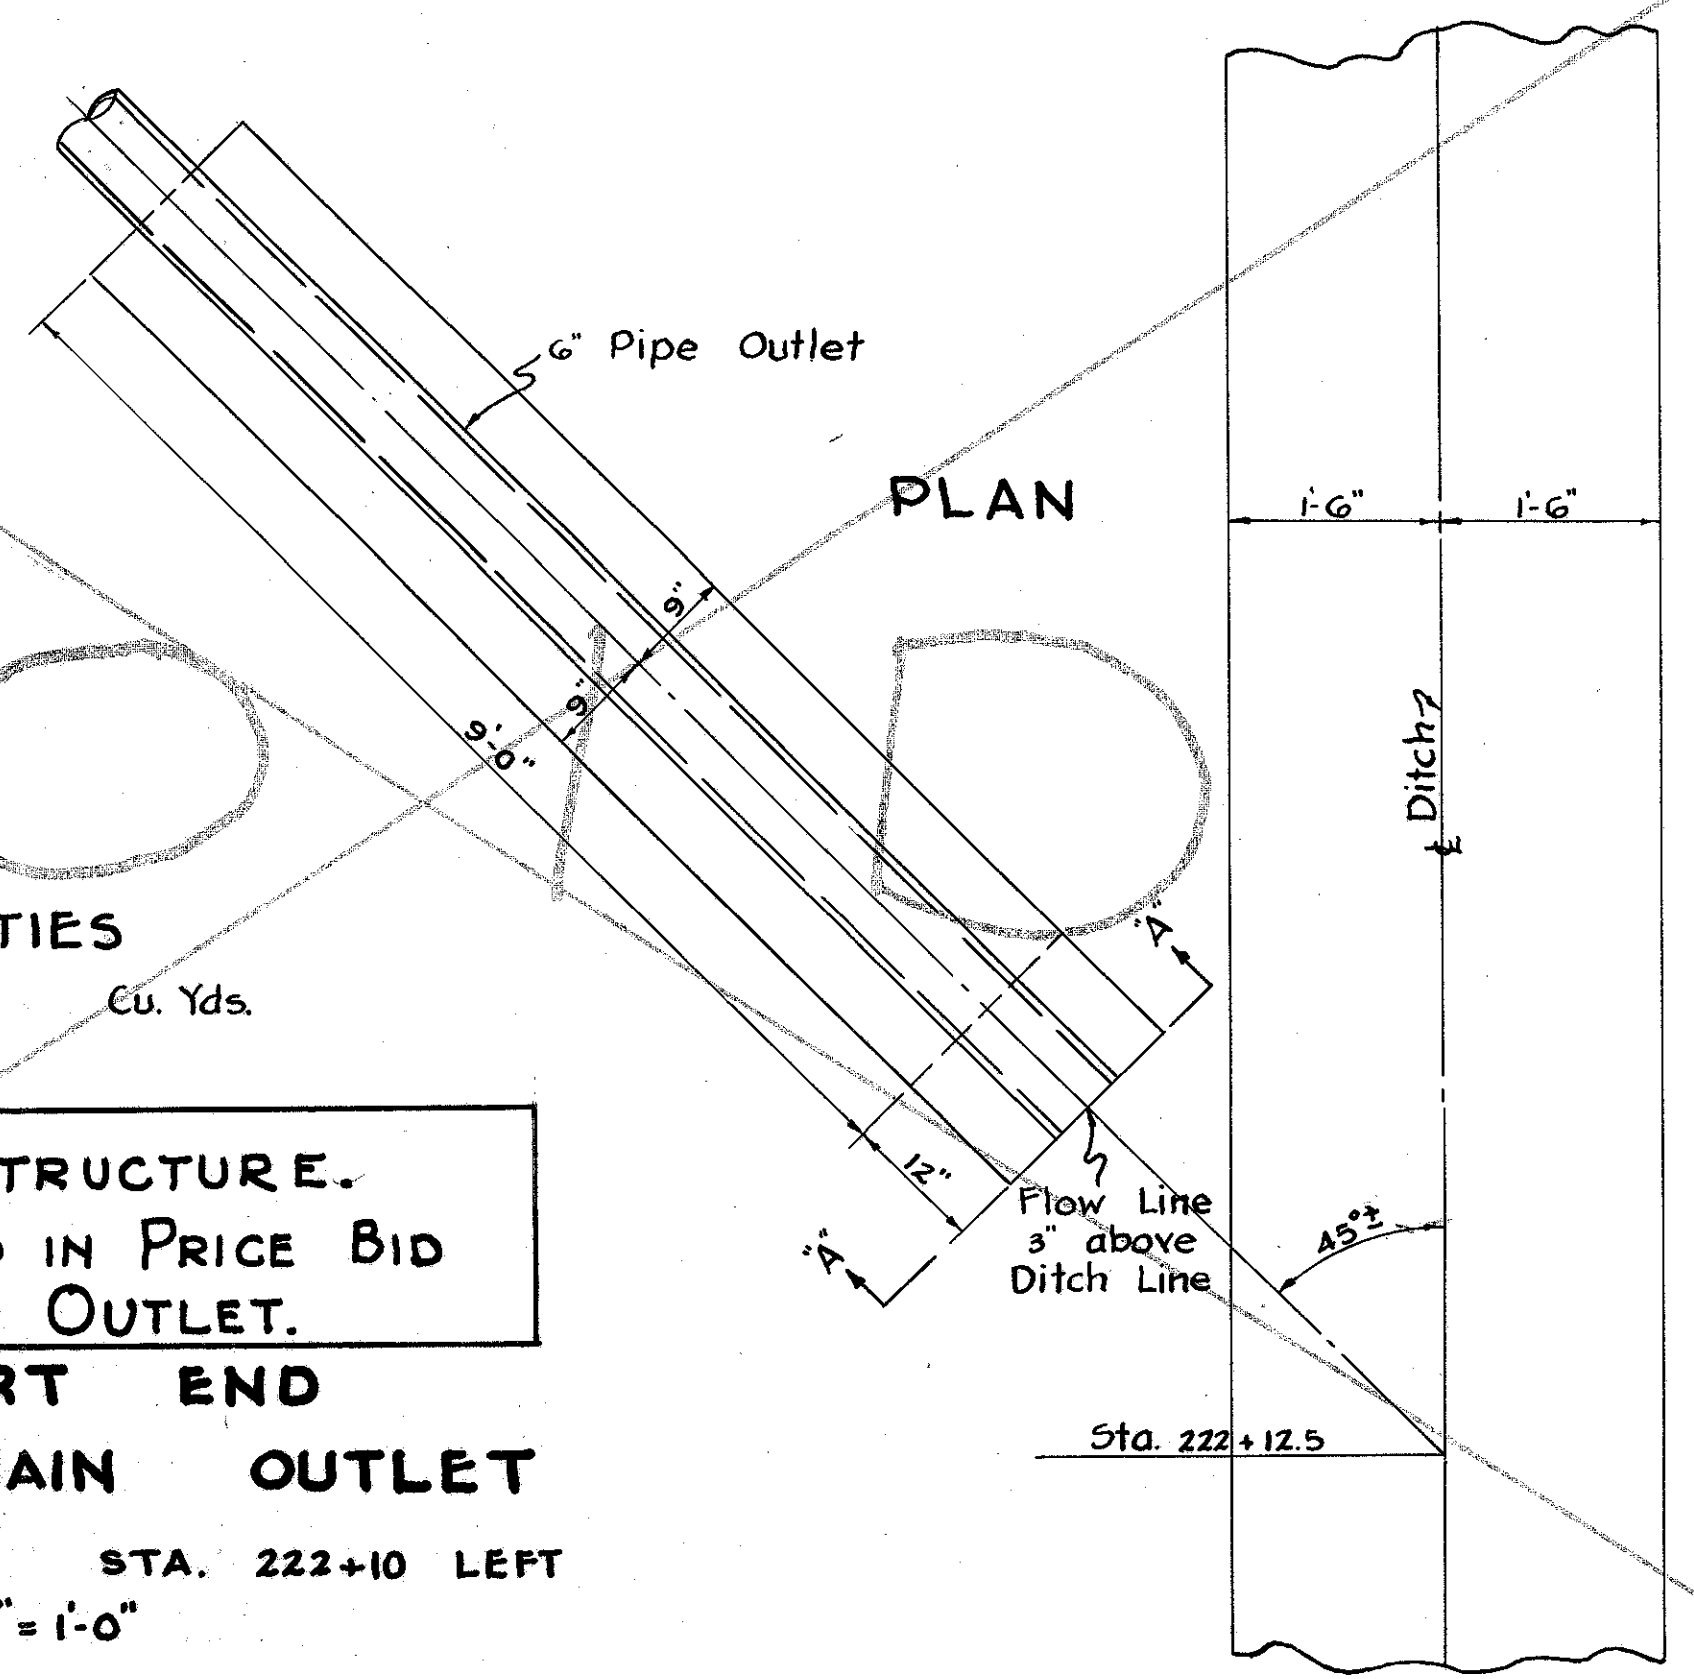 6" Pipe Outlet
PLAN
1'-6" 1'-6"
9"
9"
9'-0"
℄ Ditch
"A"
TIES
Cu. Yds.
TRUCTURE.
IN PRICE BID
OUTLET.
12"
Flow Line
3" above
Ditch Line
"A"
45°±
RT END
AIN OUTLET
Sta. 222+12.5
STA. 222+10 LEFT
"=1'-0"